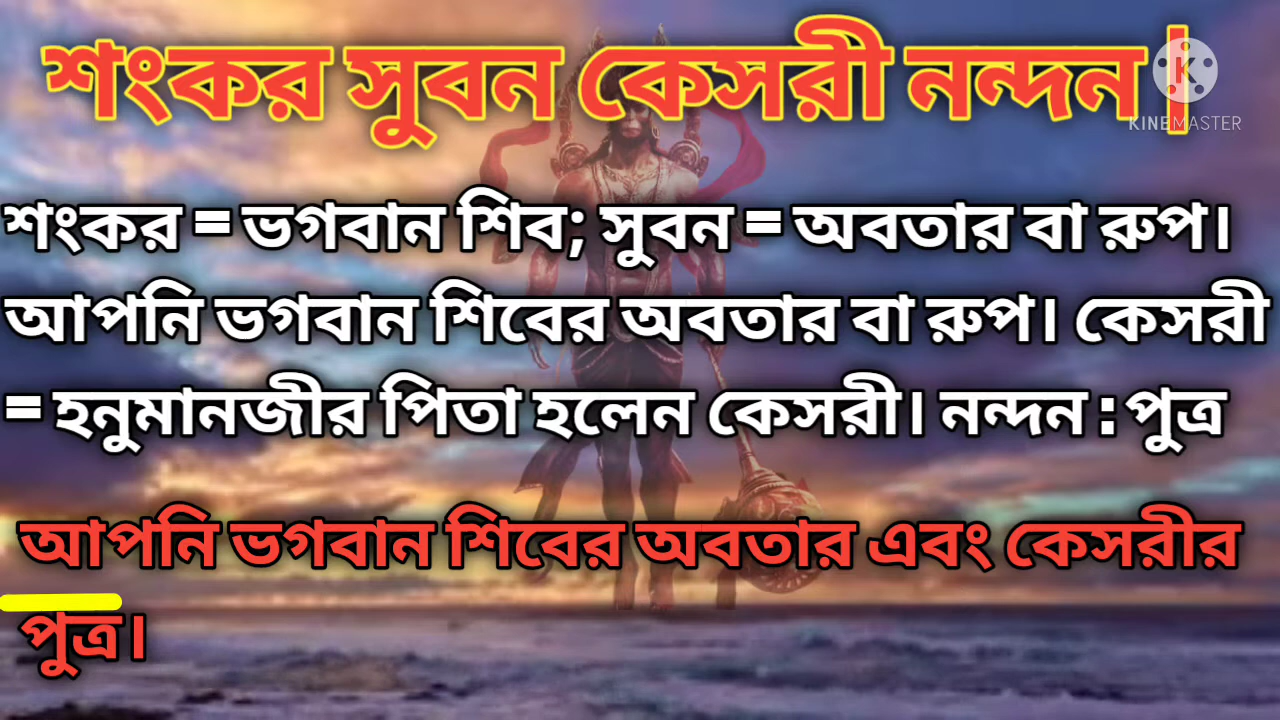 শংকর সুবন কেসরী নন্দন |
K
KINEMASTER
শংকর = ভগবান শিব; সুবন = অবতার বা রুপ।
আপনি ভগবান শিবের অবতার বা রুপ। কেসরী
= হনুমানজীর পিতা হলেন কেসরী। নন্দন : পুত্র
আপনি ভগবান শিবের অবতার এবং কেসরীর
পুত্র।